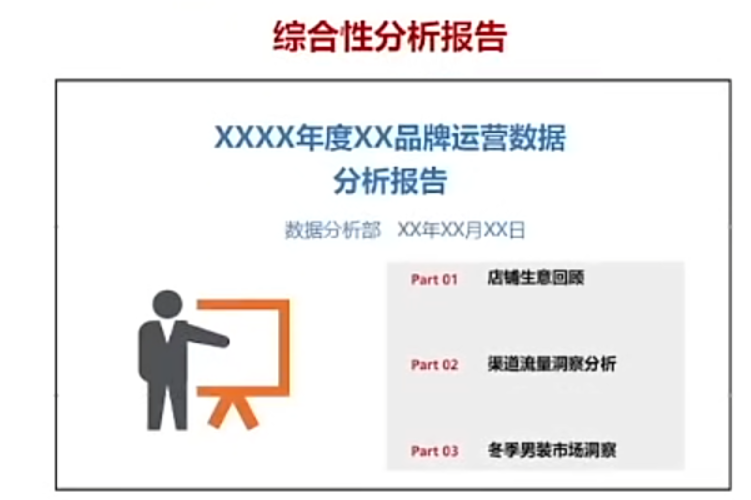 综合性分析报告
XXXX年度XX品牌运营数据
分析报告
数据分析部 XX年XX月XX日
Part 01 店铺生意回顾
Part 02 渠道流量洞察分析
Part 03 冬季男装市场洞察